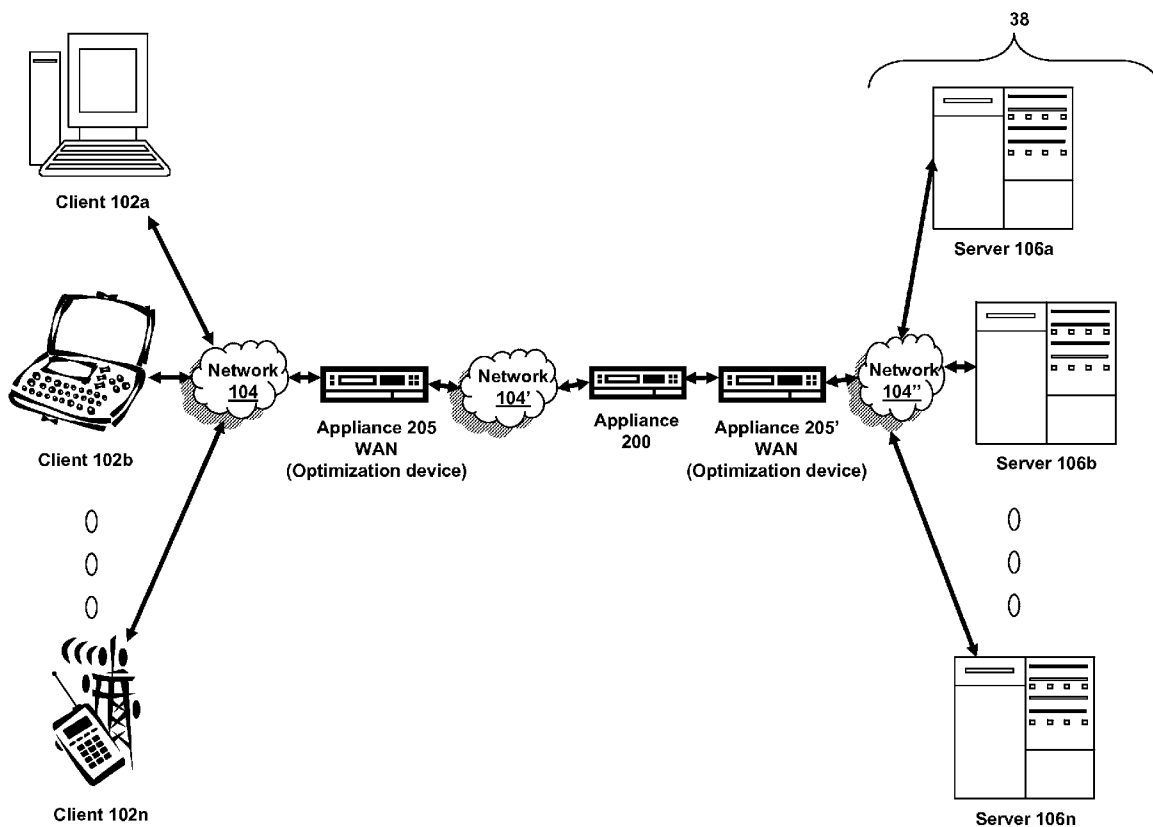 38
Client 102a
Server 106a
Network
104
Network
104'
Network
104''
Appliance 205
WAN
(Optimization device)
Appliance
200
Appliance 205'
WAN
(Optimization device)
Client 102b
Server 106b
Client 102n
Server 106n